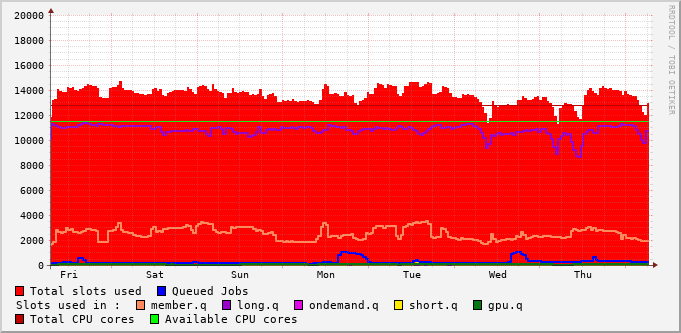 RRDTOOL / TOBI OETIKER
20000
18000
16000
14000
12000
10000
8000
6000
4000
2000
0
Fri Sat Sun Mon Tue Wed Thu
Total slots used Queued Jobs
Slots used in : member.q long.q ondemand.q short.q gpu.q
Total CPU cores Available CPU cores